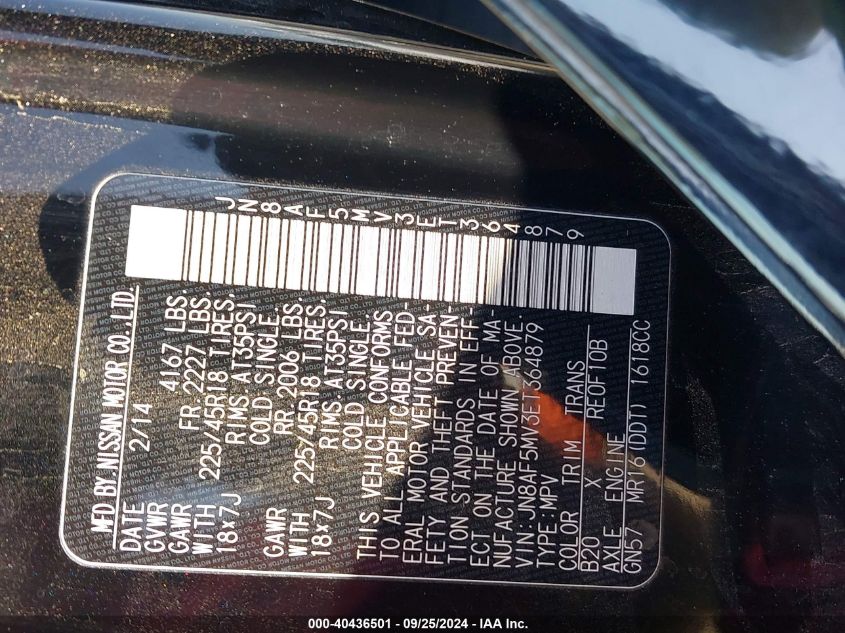 JN8AF5MV3ET364879
MFD BY NISSAN MOTOR CO.,LTD.
DATE 2/14
GVWR 4167 LBS.
GAWR FR 2227 LBS.
WITH 225/45R18 TIRES.
18x7J RIMS AT35PSI
COLD SINGLE.
GAWR RR 2006 LBS.
WITH 225/45R18 TIRES.
18x7J RIMS AT35PSI
COLD SINGLE.
THIS VEHICLE CONFORMS
TO ALL APPLICABLE FED-
ERAL MOTOR VEHICLE SA-
FETY AND THEFT PREVEN-
TION STANDARDS IN EFF-
ECT ON THE DATE OF MA-
NUFACTURE SHOWN ABOVE.
VIN:JN8AF5MV3ET364879
TYPE:MPV
COLOR TRIM TRANS
B20 X RE0F10B
AXLE ENGINE
GN57 MR16(DDT) 1618CC
000-40436501 - 09/25/2024 - IAA Inc.